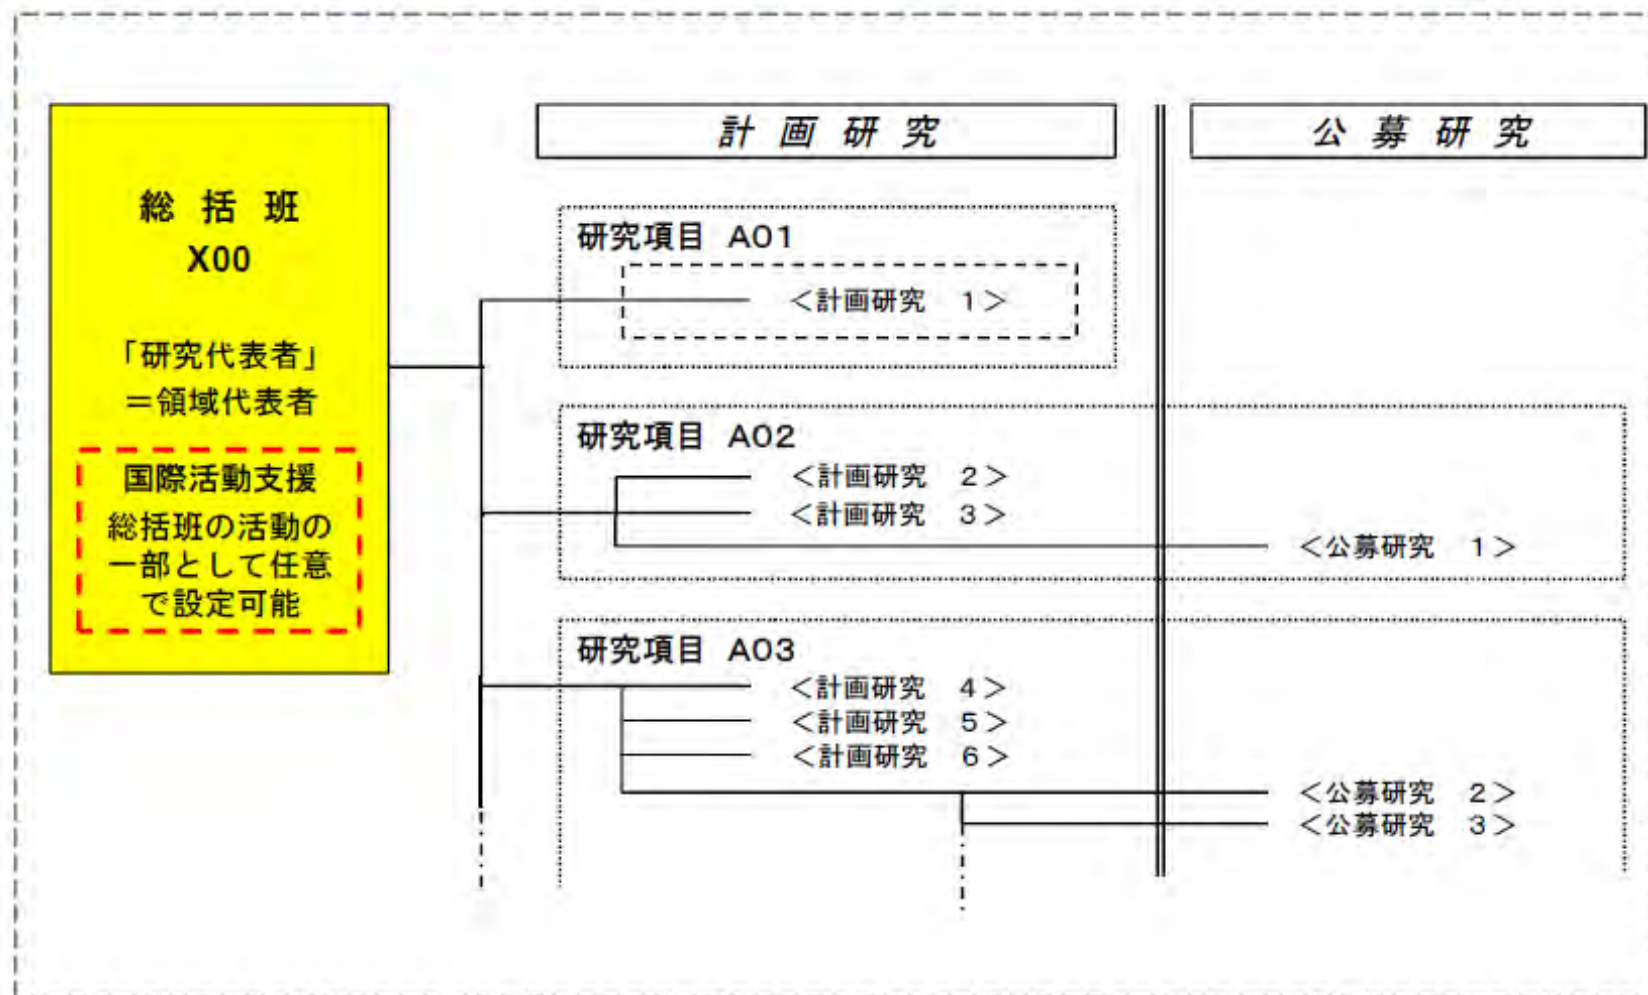 総括班
X00
「研究代表者」
＝領域代表者
国際活動支援
総括班の活動の
一部として任意
で設定可能
計画研究
公募研究
研究項目 A01
＜計画研究 1＞
研究項目 A02
＜計画研究 2＞
＜計画研究 3＞
＜公募研究 1＞
研究項目 A03
＜計画研究 4＞
＜計画研究 5＞
＜計画研究 6＞
＜公募研究 2＞
＜公募研究 3＞